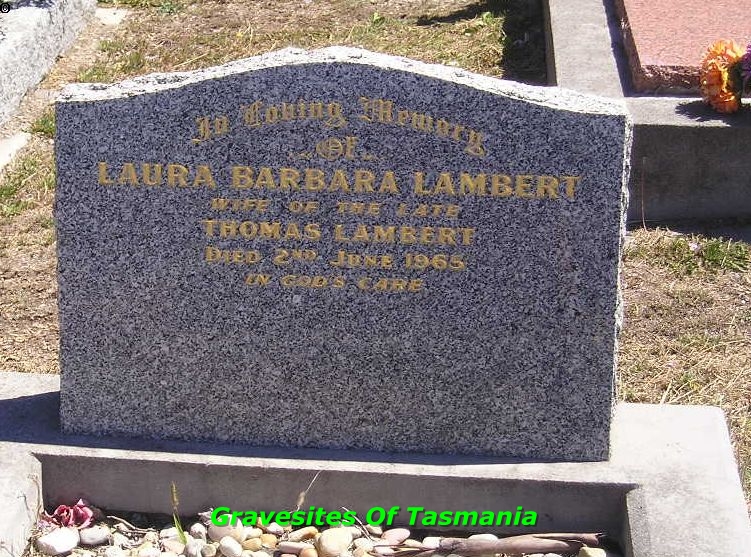 In Loving Memory
OF
LAURA BARBARA LAMBERT
WIFE OF THE LATE
THOMAS LAMBERT
DIED 2ND JUNE 1965
IN GOD'S CARE
Gravesites Of Tasmania